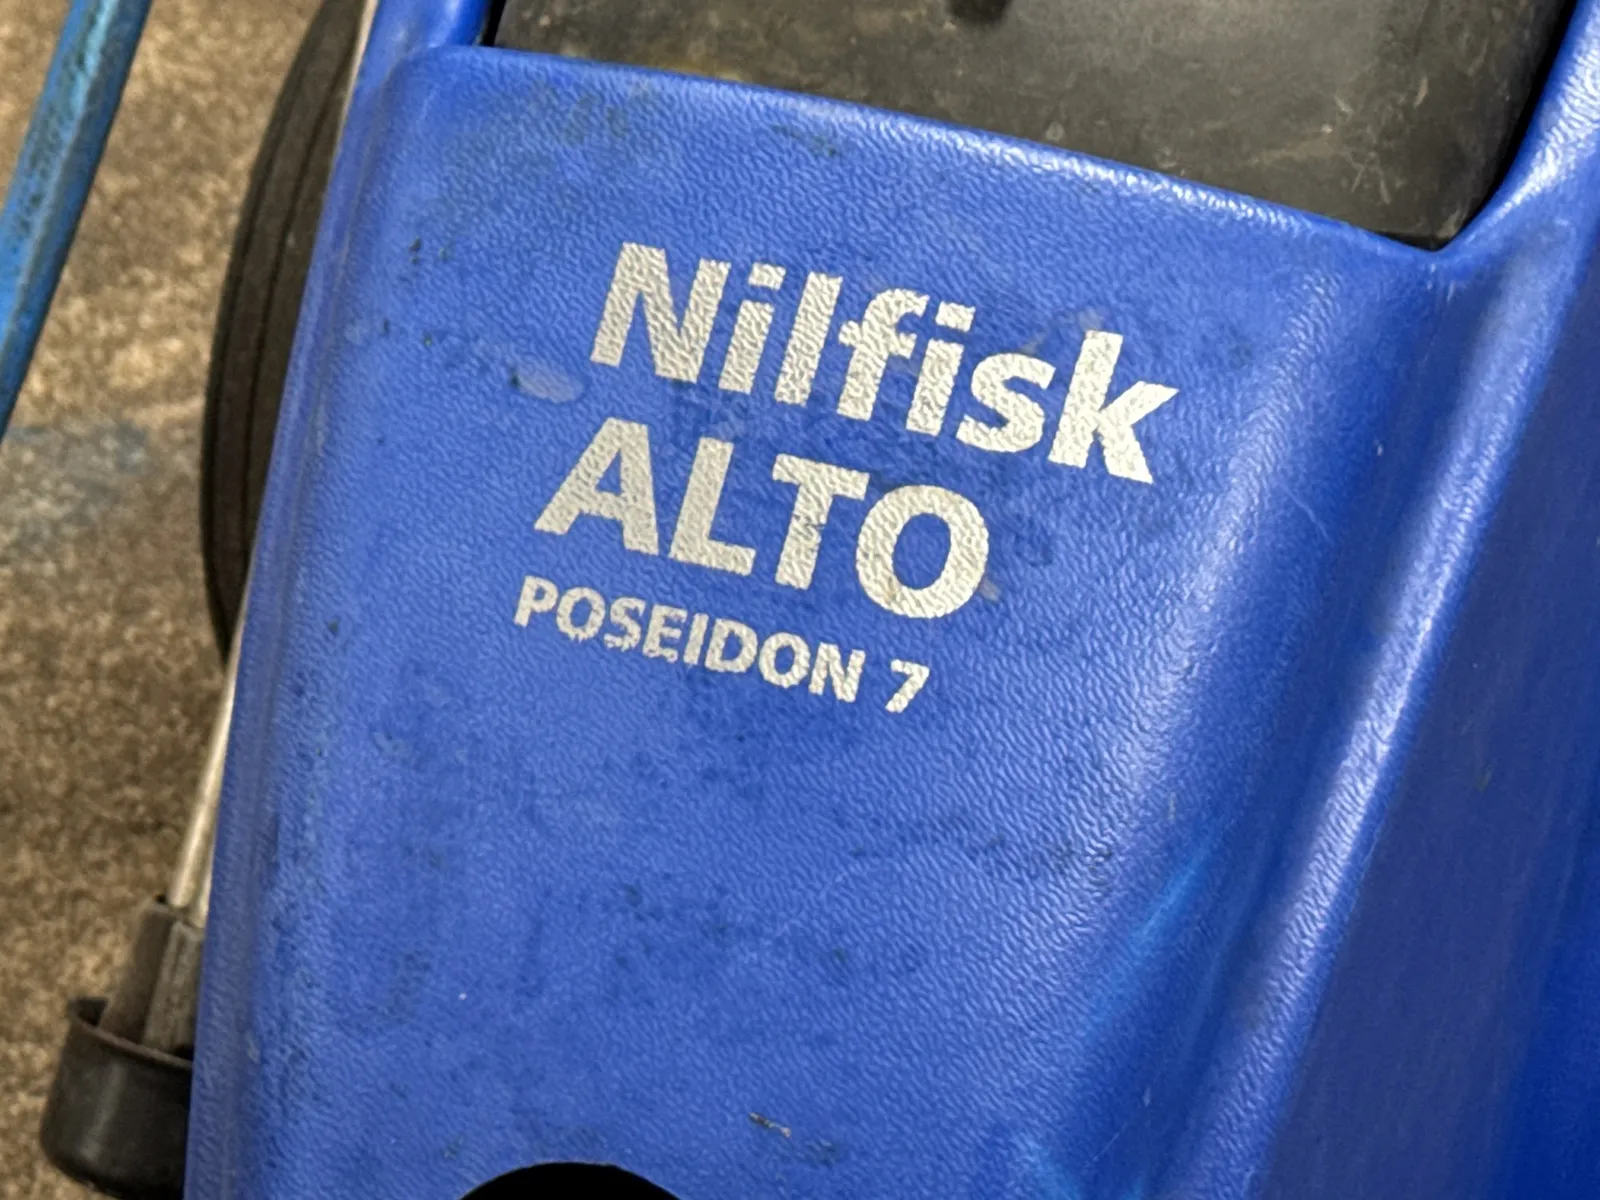 Nilfisk
ALTO
POSEIDON 7